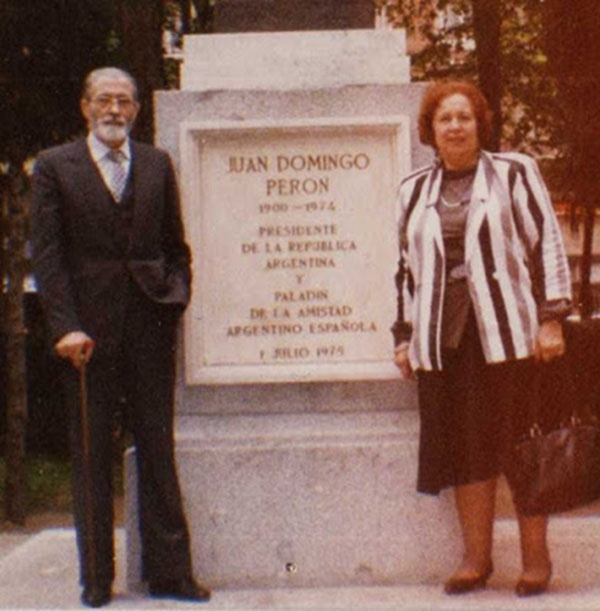 JUAN DOMINGO
PERON
1900 - 1974
PRESIDENTE
DE LA REPUBLICA
ARGENTINA
Y
PALADIN
DE LA AMISTAD
ARGENTINO ESPAÑOLA
1 JULIO 1975